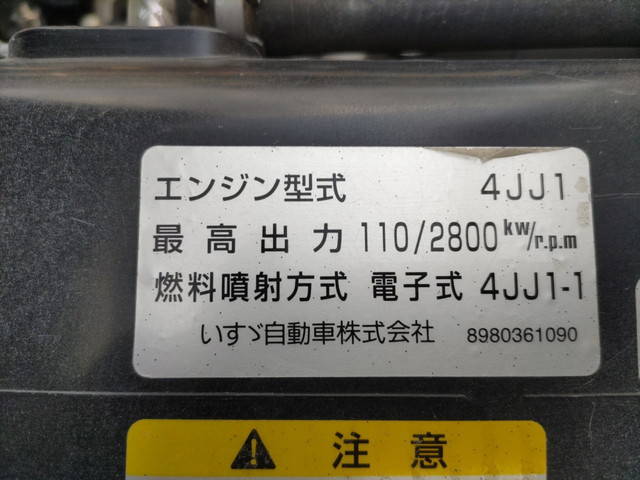 エンジン型式 4JJ1
最高出力 110/2800 kw/r.p.m
燃料噴射方式 電子式 4JJ1-1
いすゞ自動車株式会社 8980361090
注意